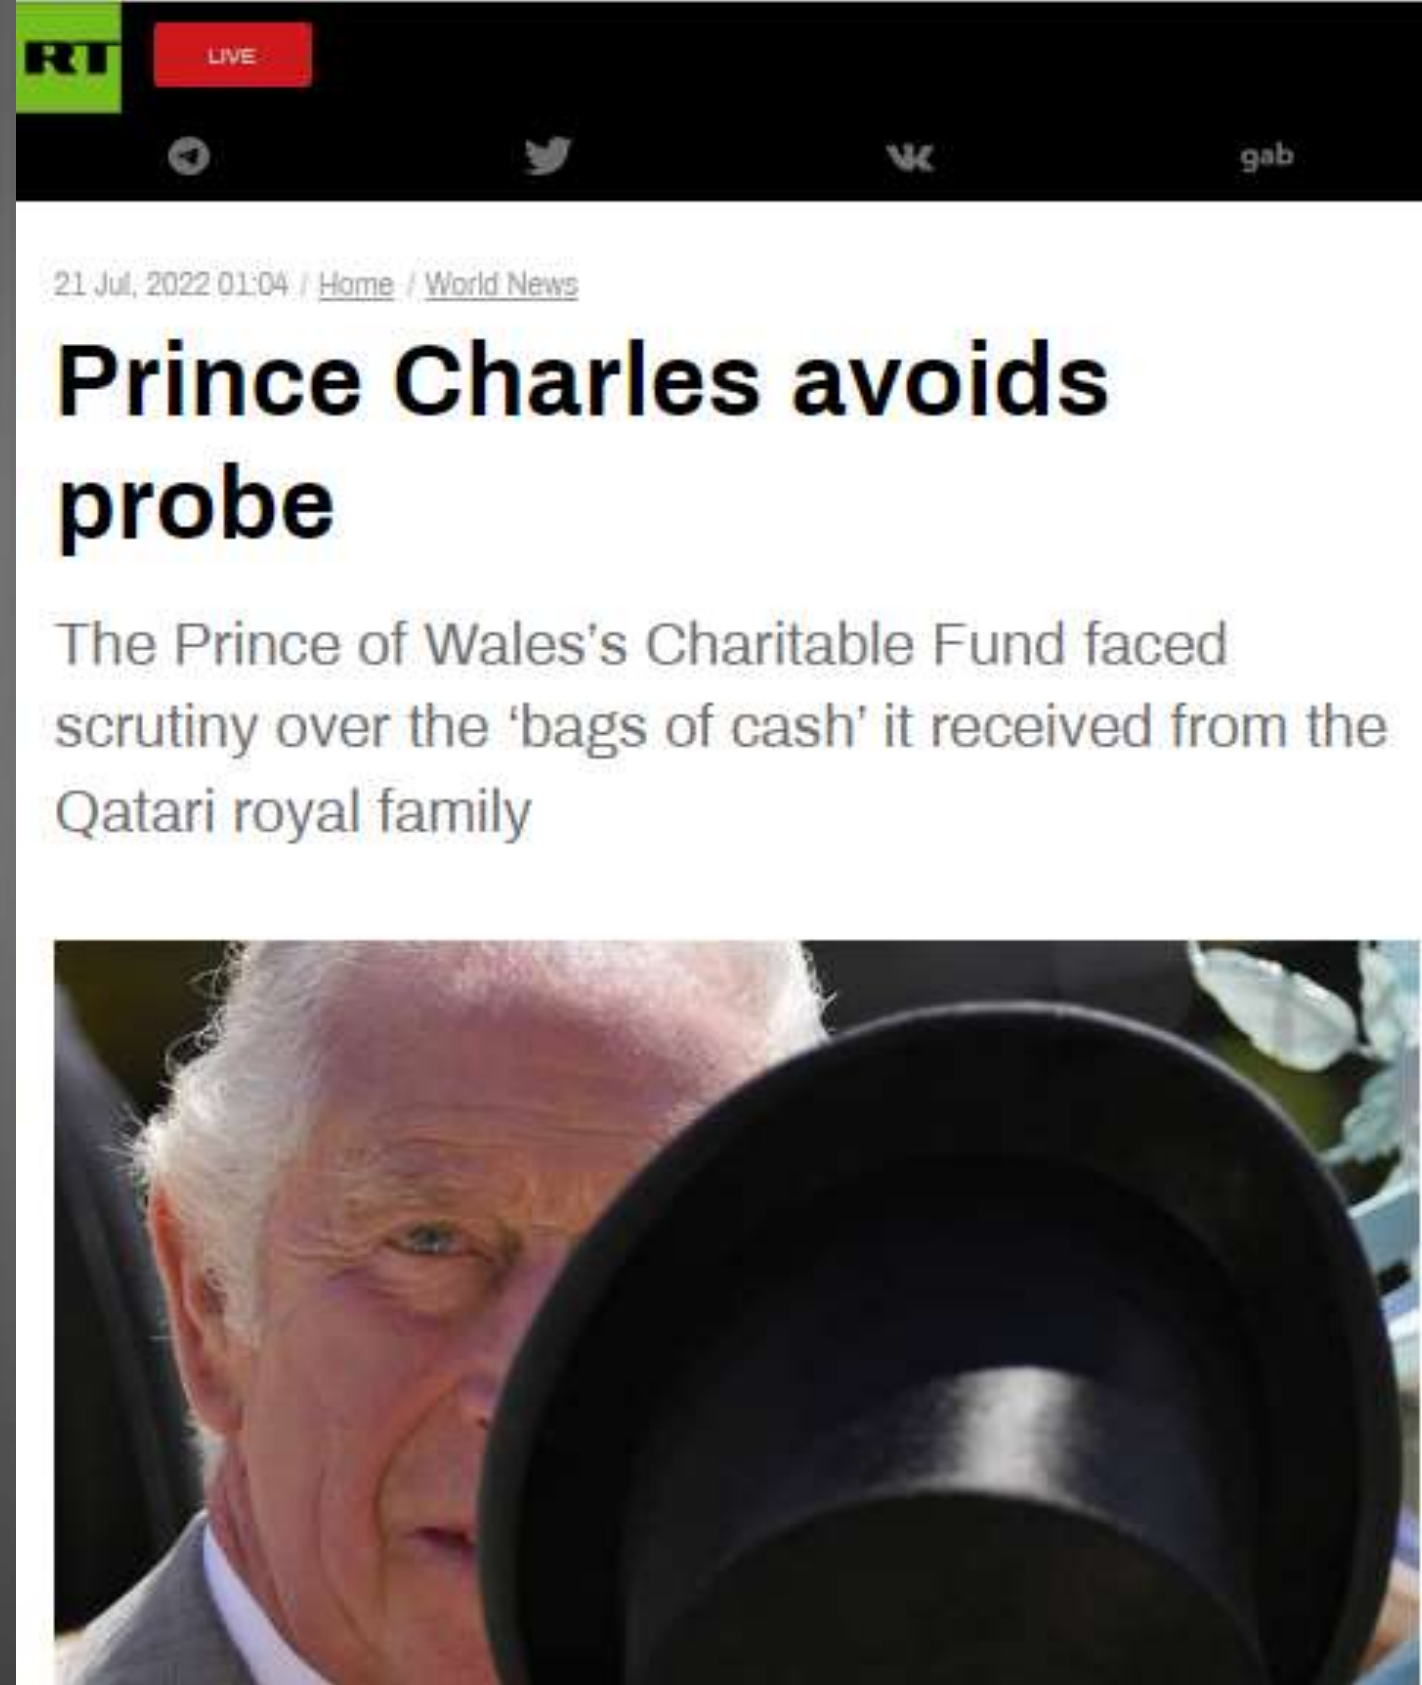 RT
LIVE
gab
21 Jul, 2022 01:04 / Home / World News
Prince Charles avoids
probe
The Prince of Wales’s Charitable Fund faced
scrutiny over the ‘bags of cash’ it received from the
Qatari royal family